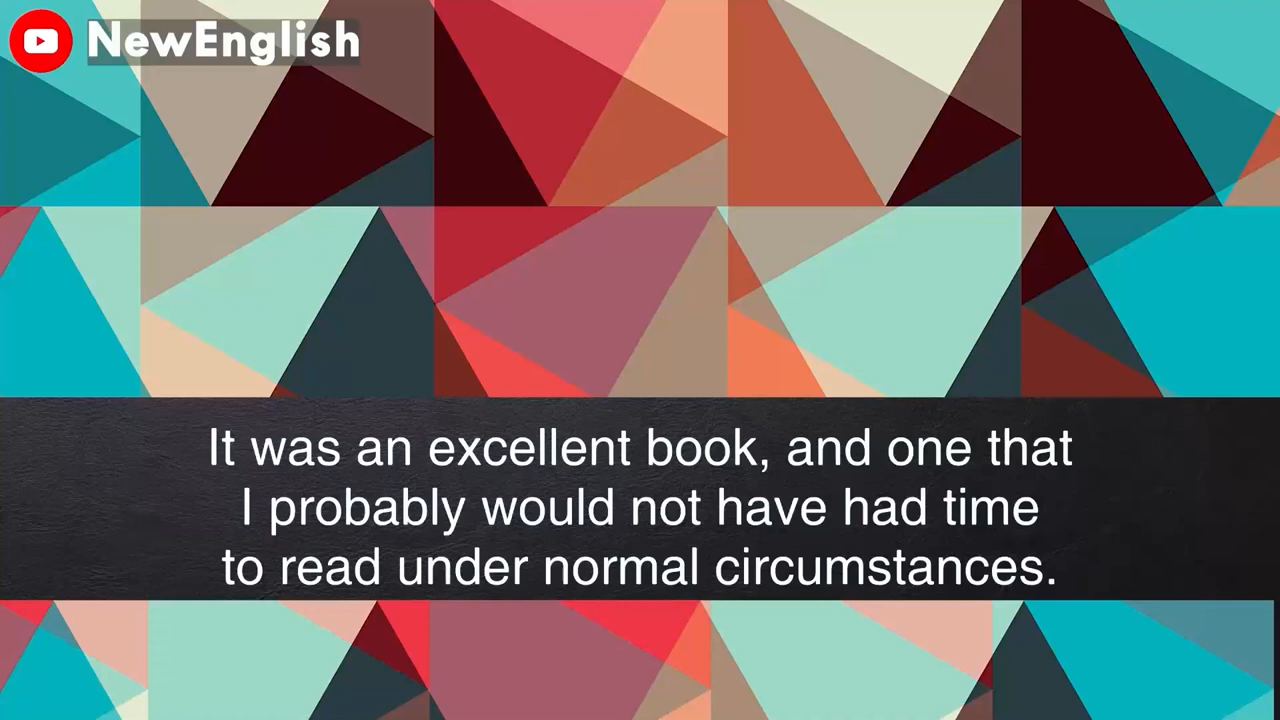 NewEnglish
It was an excellent book, and one that
I probably would not have had time
to read under normal circumstances.